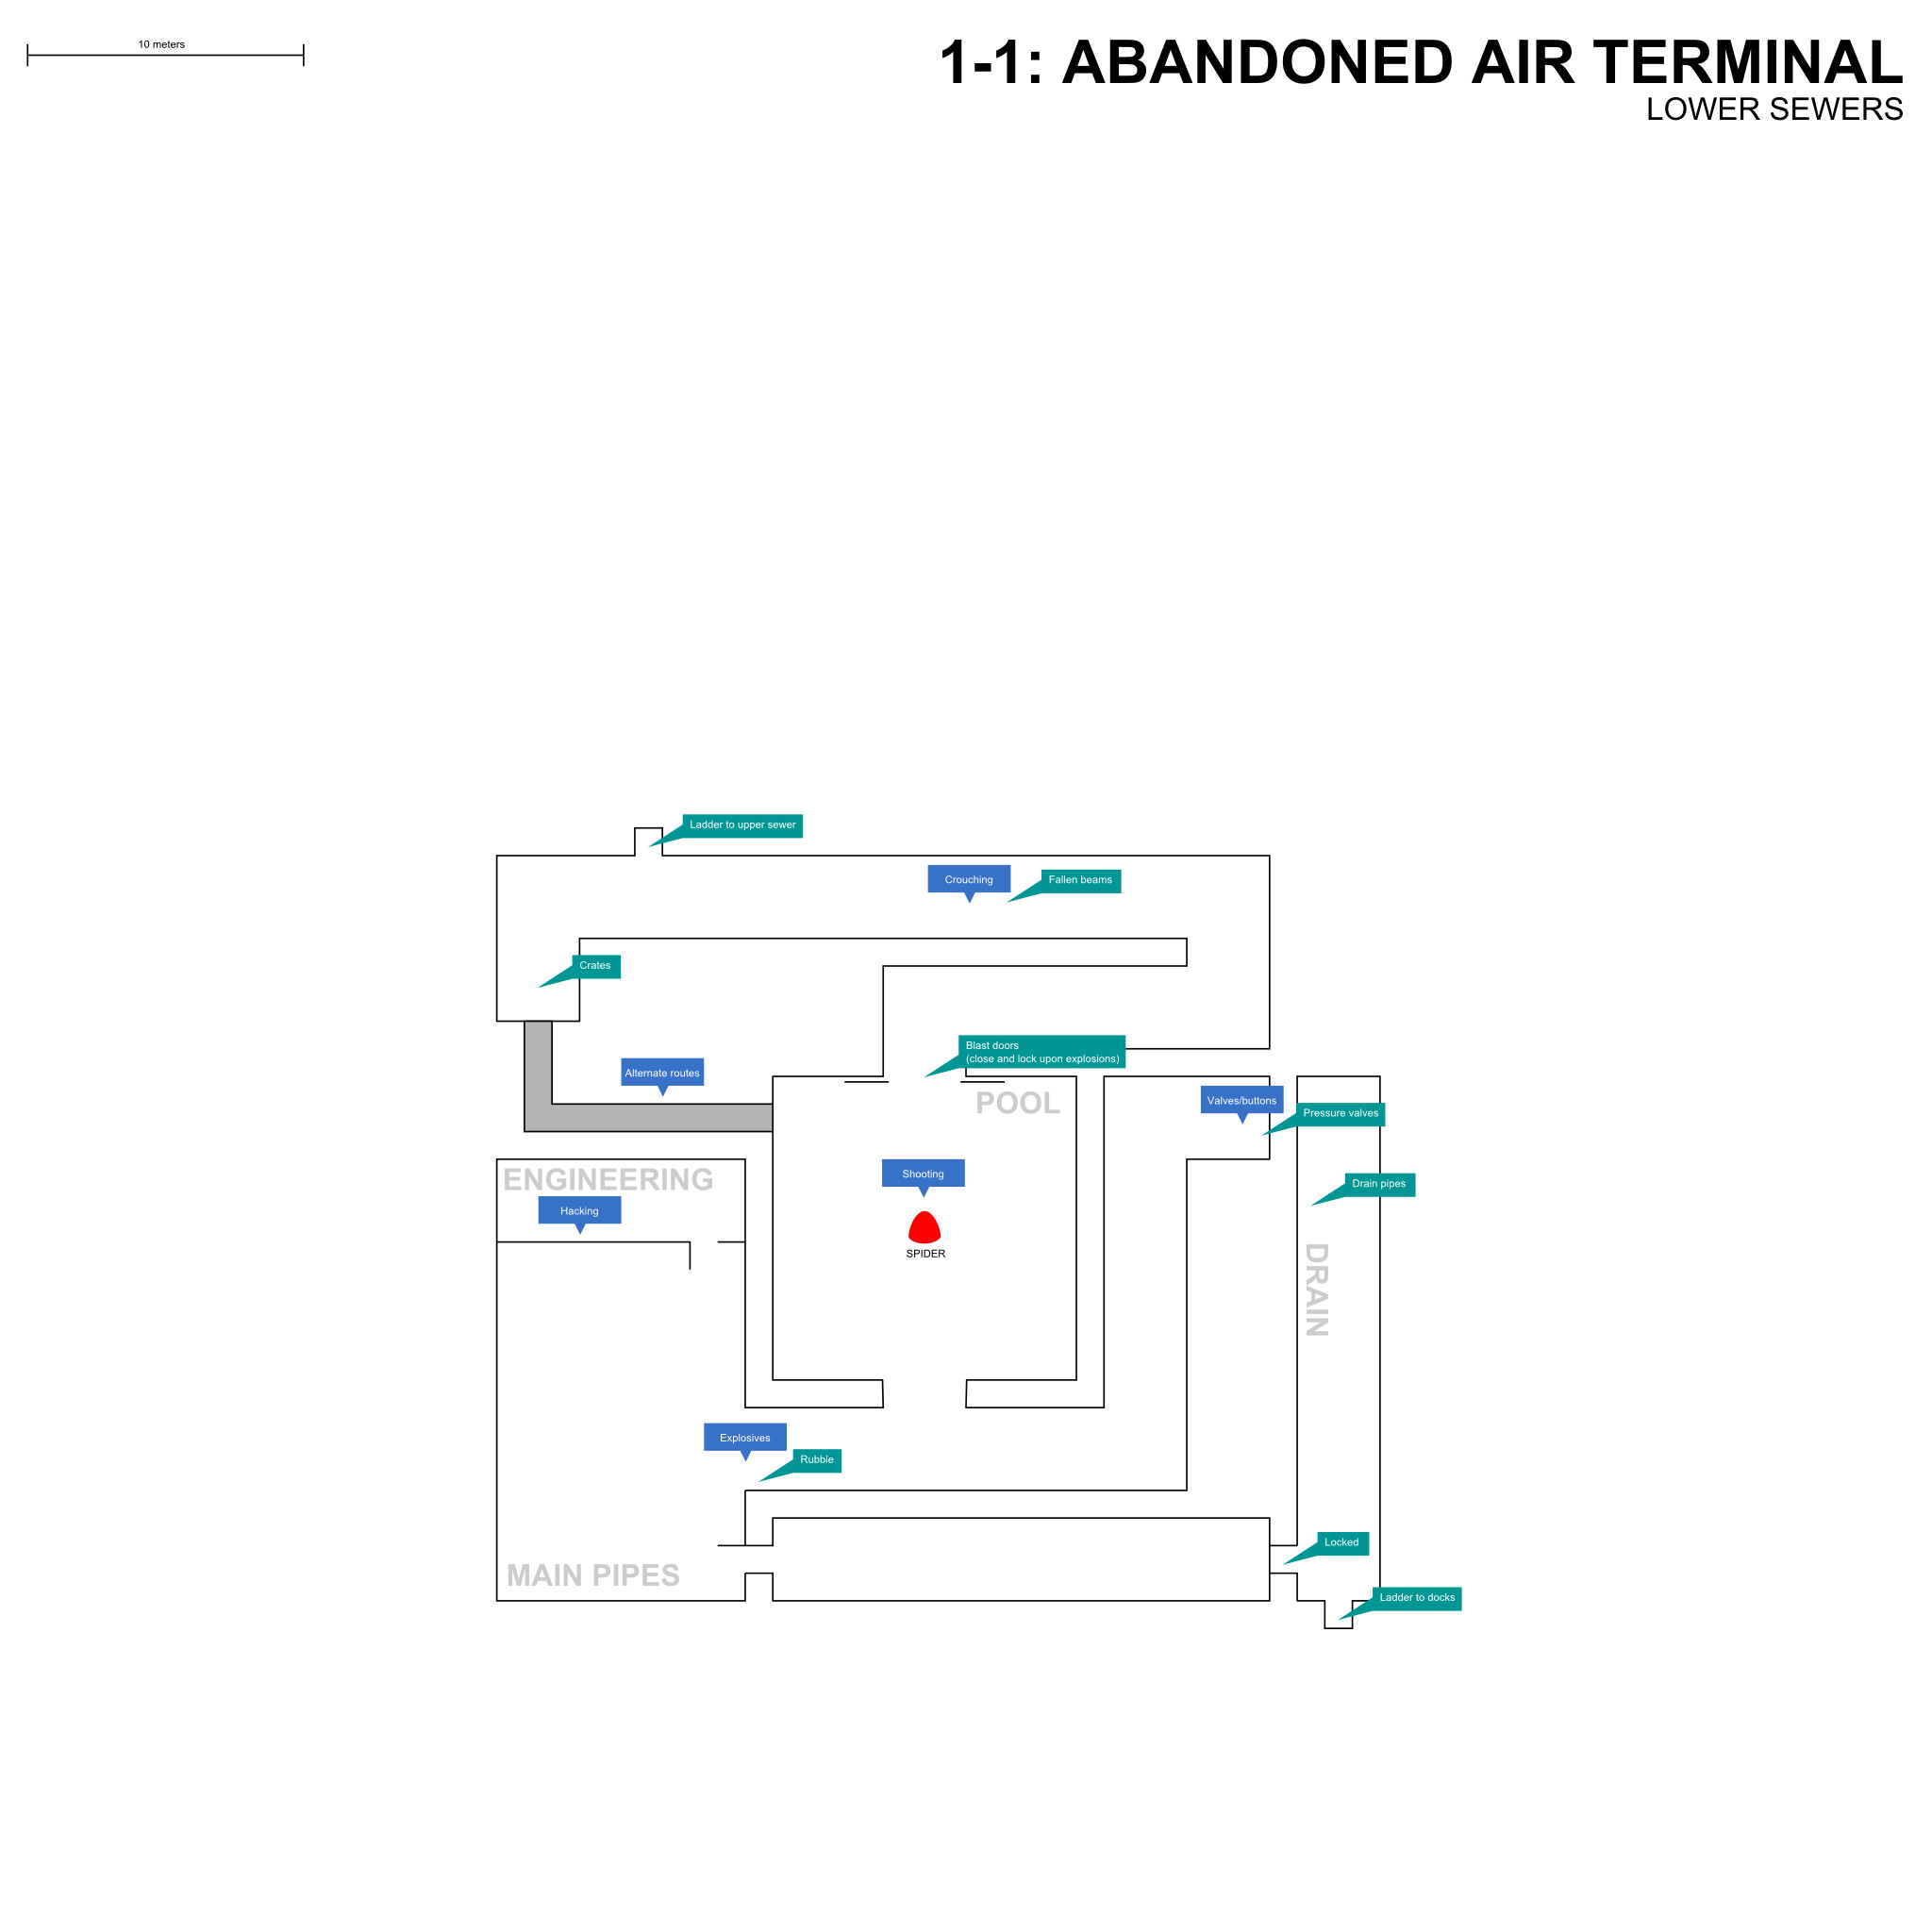 10 meters
1-1: ABANDONED AIR TERMINAL
LOWER SEWERS
Ladder to upper sewer
Crouching
Fallen beams
Crates
Blast doors
(close and lock upon explosions)
Alternate routes
POOL
Valves/buttons
Pressure valves
ENGINEERING
Shooting
Drain pipes
Hacking
SPIDER
DRAIN
Explosives
Rubble
Locked
MAIN PIPES
Ladder to docks